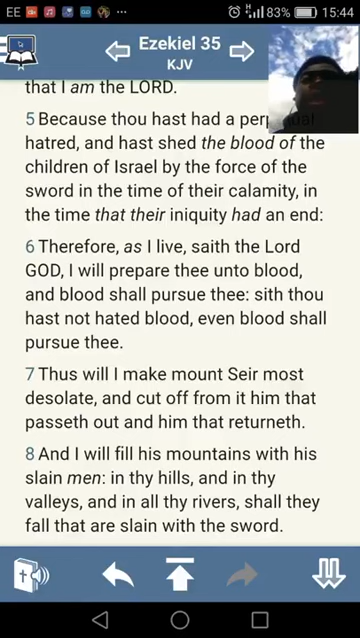 EE
83%
15:44
Ezekiel 35
KJV
that I am the LORD.
5 Because thou hast had a
hatred, and hast shed the blood of the
children of Israel by the force of the
sword in the time of their calamity, in
the time that their iniquity had an end:
6 Therefore, as I live, saith the Lord
GOD, I will prepare thee unto blood,
and blood shall pursue thee: sith thou
hast not hated blood, even blood shall
pursue thee.
7 Thus will I make mount Seir most
desolate, and cut off from it him that
passeth out and him that returneth.
8 And I will fill his mountains with his
slain men: in thy hills, and in thy
valleys, and in all thy rivers, shall they
fall that are slain with the sword.